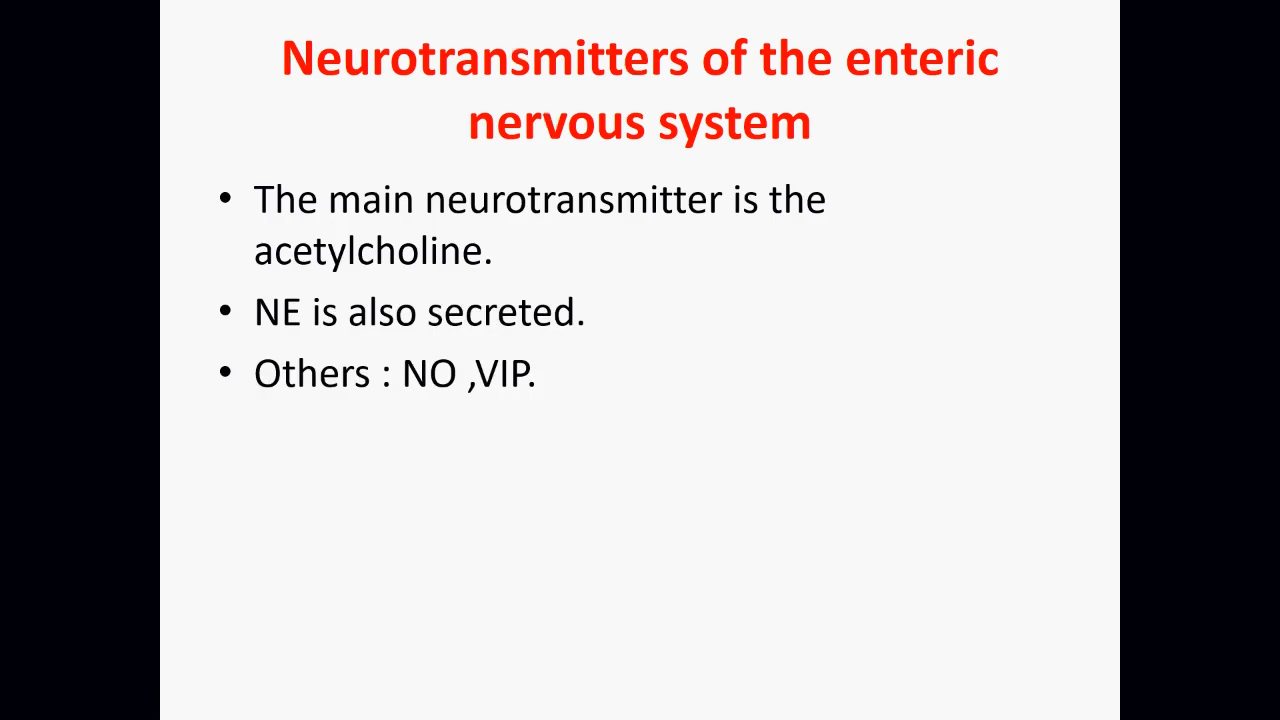 Neurotransmitters of the enteric
nervous system
• The main neurotransmitter is the
acetylcholine.
• NE is also secreted.
• Others : NO ,VIP.